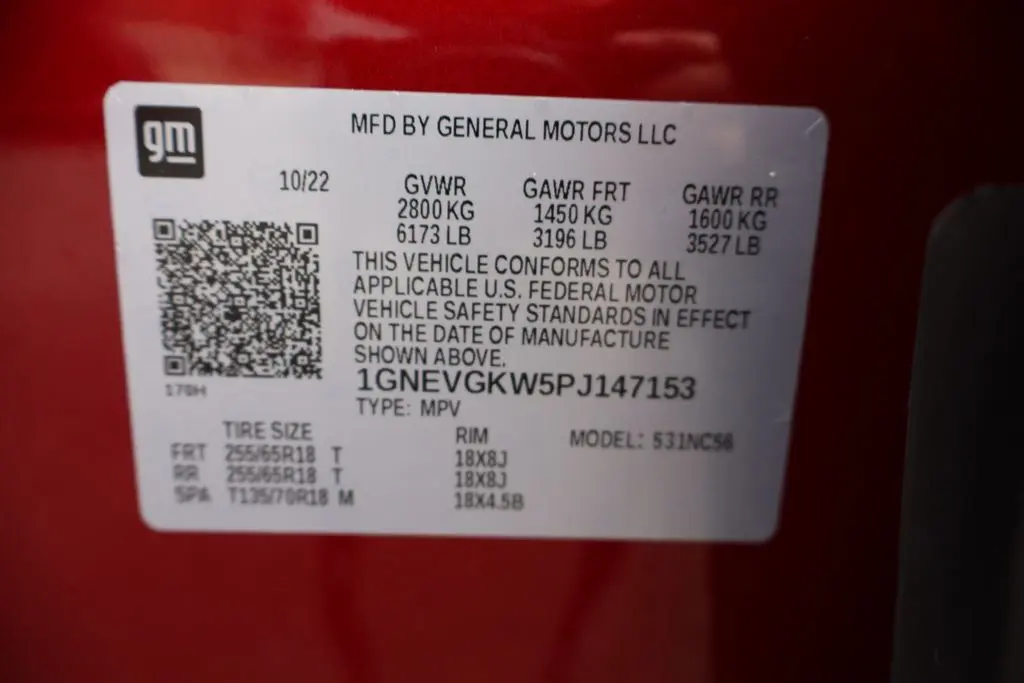 gm
MFD BY GENERAL MOTORS LLC
10/22 GVWR GAWR FRT GAWR RR
2800 KG 1450 KG 1600 KG
6173 LB 3196 LB 3527 LB
THIS VEHICLE CONFORMS TO ALL
APPLICABLE U.S. FEDERAL MOTOR
VEHICLE SAFETY STANDARDS IN EFFECT
ON THE DATE OF MANUFACTURE
SHOWN ABOVE.
1GNEVGKW5PJ147153
TYPE: MPV
TIRE SIZE RIM MODEL: 531NC56
FRT 255/65R18 T 18X8J
RR 255/65R18 T 18X8J
SPA T135/70R18 M 18X4.5B